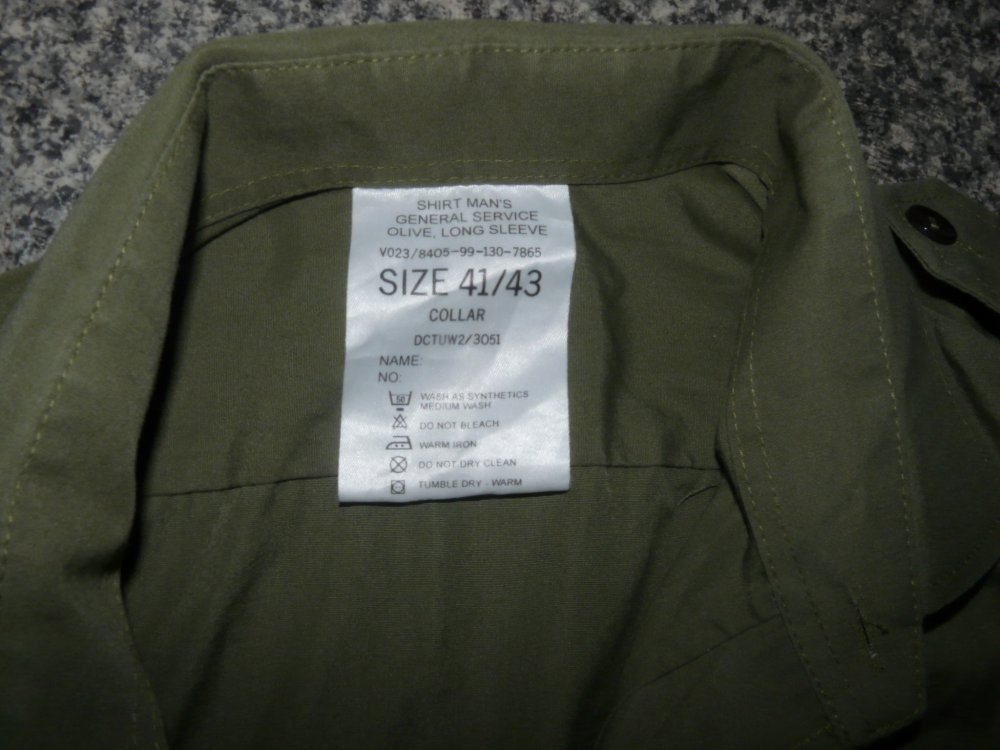 SHIRT MAN'S
GENERAL SERVICE
OLIVE, LONG SLEEVE
V023/8405-99-130-7865
SIZE 41/43
COLLAR
DCTUW2/3051
NAME:
NO:
50 WASH AS SYNTHETICS
MEDIUM WASH
DO NOT BLEACH
WARM IRON
DO NOT DRY CLEAN
TUMBLE DRY - WARM